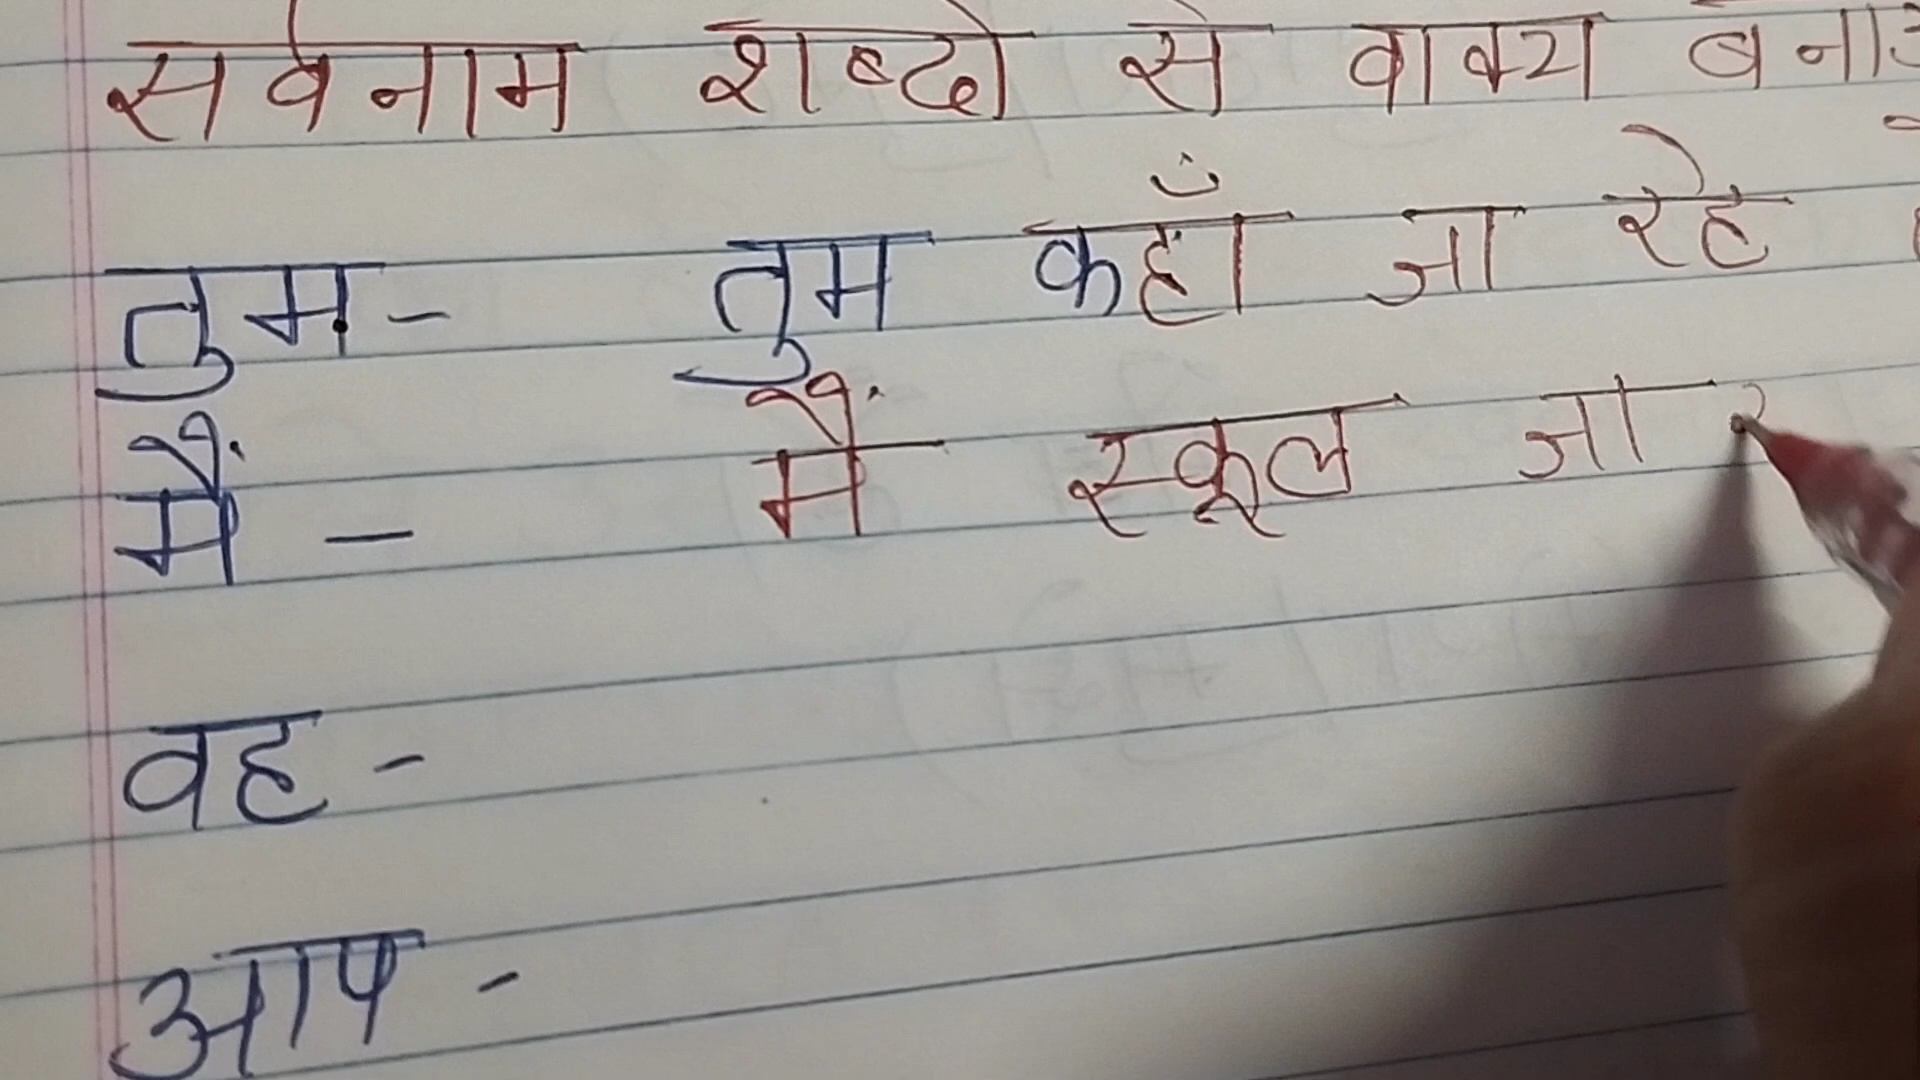 सर्वनाम शब्दो से वाक्य
तुम - तुम कहाँ जा रहे
मैं - मैं स्कूल जा
वह -
आप -